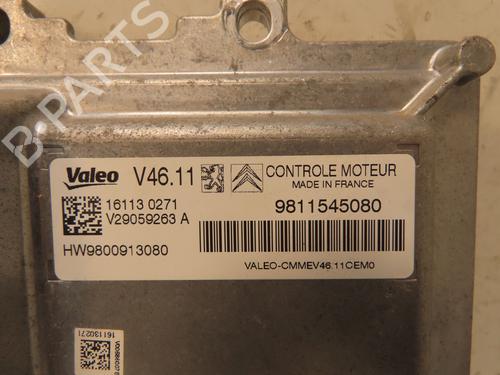 B-PARTS
Valeo V46.11 CONTROLE MOTEUR
MADE IN FRANCE
16113 0271
V29059263 A
9811545080
HW9800913080
VALEO-CMMEV46.11CEM0
161130271